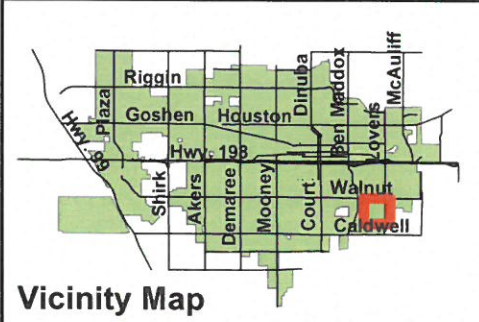 Riggin
Goshen
Houston
Hwy. 198
Hwy. 99
Plaza
Shirk
Akers
Demaree
Mooney
Court
Dinuba
Ben Maddox
Lovers
McAuliff
Walnut
Caldwell
Vicinity Map